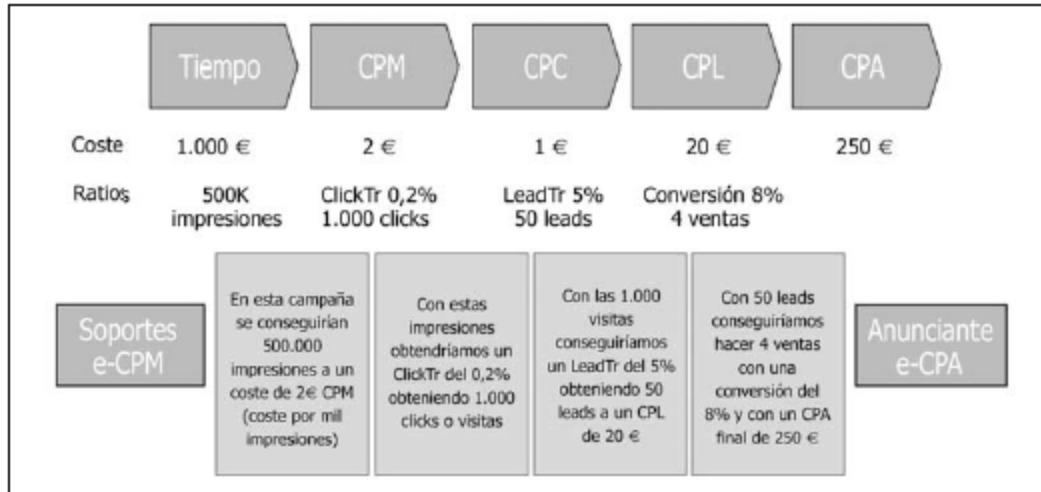 Tiempo CPM CPC CPL CPA
Coste 1.000 € 2 € 1 € 20 € 250 €
Ratios 500K ClickTr 0,2% LeadTr 5% Conversión 8%
impresiones 1.000 clicks 50 leads 4 ventas
Soportes
e-CPM
En esta campaña
se conseguirían
500.000
impresiones a un
coste de 2€ CPM
(coste por mil
impresiones)
Con estas
impresiones
obtendríamos un
ClickTr del 0,2%
obteniendo 1.000
clicks o visitas
Con las 1.000
visitas
conseguiríamos
un LeadTr del 5%
obteniendo 50
leads a un CPL
de 20 €
Con 50 leads
conseguiríamos
hacer 4 ventas
con una
conversión del
8% y con un CPA
final de 250 €
Anunciante
e-CPA